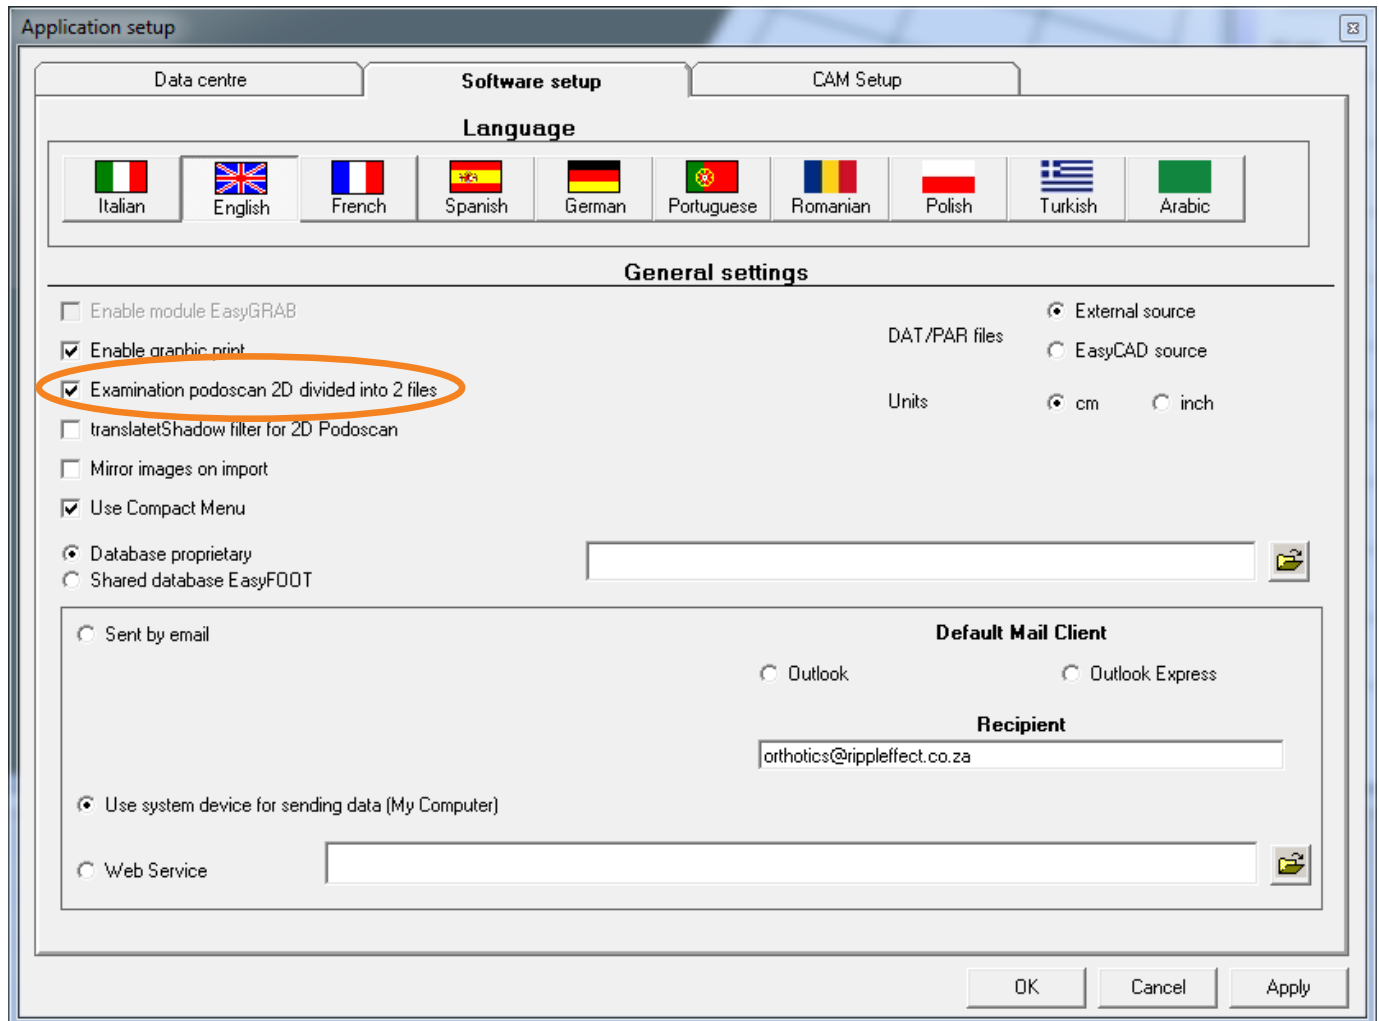 Application setup
Data centre
Software setup
CAM Setup
Language
Italian
English
French
Spanish
German
Portuguese
Romanian
Polish
Turkish
Arabic
General settings
Enable module EasyGRAB
Enable graphic print
Examination podoscan 2D divided into 2 files
translatetShadow filter for 2D Podoscan
Mirror images on import
Use Compact Menu
DAT/PAR files
External source
EasyCAD source
Units
cm
inch
Database proprietary
Shared database EasyFOOT
Sent by email
Default Mail Client
Outlook
Outlook Express
Recipient
orthotics@rippleffect.co.za
Use system device for sending data (My Computer)
Web Service
OK
Cancel
Apply